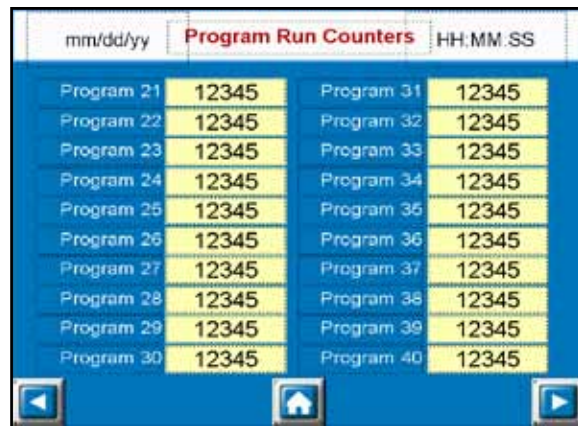 mm/dd/yy Program Run Counters HH:MM:SS
Program 21 12345 Program 31 12345
Program 22 12345 Program 32 12345
Program 23 12345 Program 33 12345
Program 24 12345 Program 34 12345
Program 25 12345 Program 35 12345
Program 26 12345 Program 36 12345
Program 27 12345 Program 37 12345
Program 28 12345 Program 38 12345
Program 29 12345 Program 39 12345
Program 30 12345 Program 40 12345